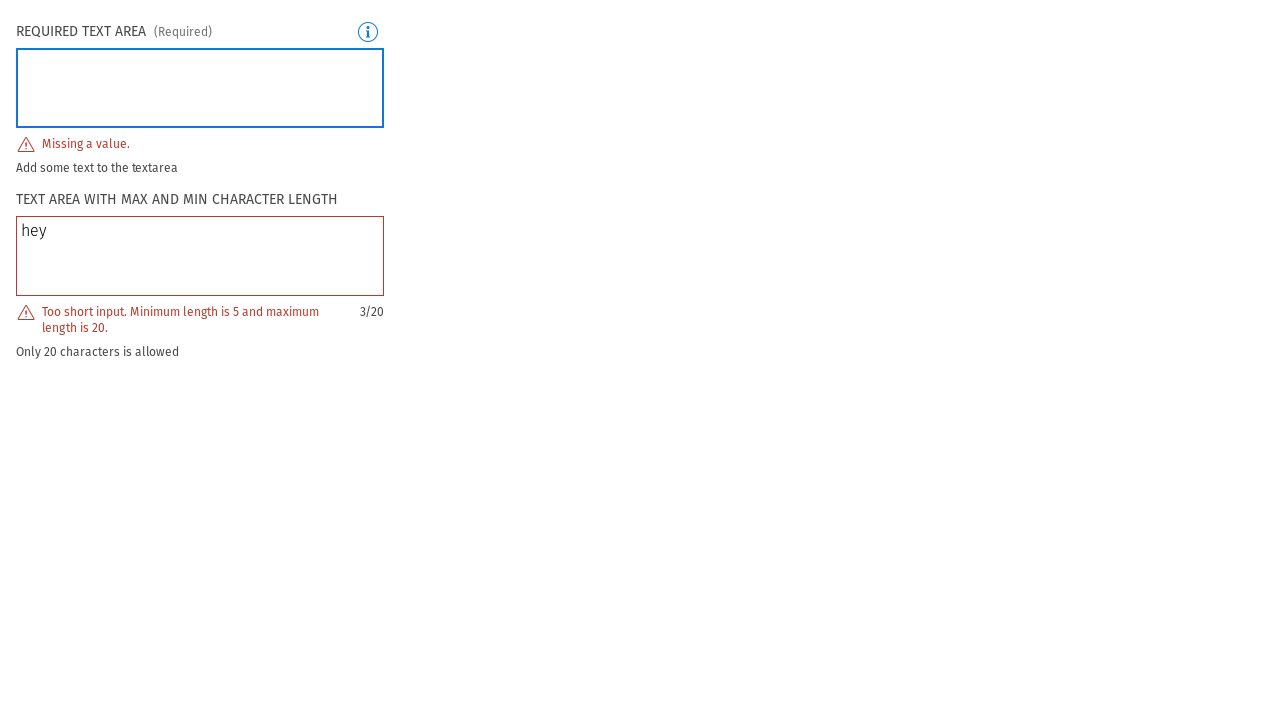 REQUIRED TEXT AREA (Required)
Missing a value.
Add some text to the textarea
TEXT AREA WITH MAX AND MIN CHARACTER LENGTH
hey
Too short input. Minimum length is 5 and maximum 3/20
length is 20.
Only 20 characters is allowed